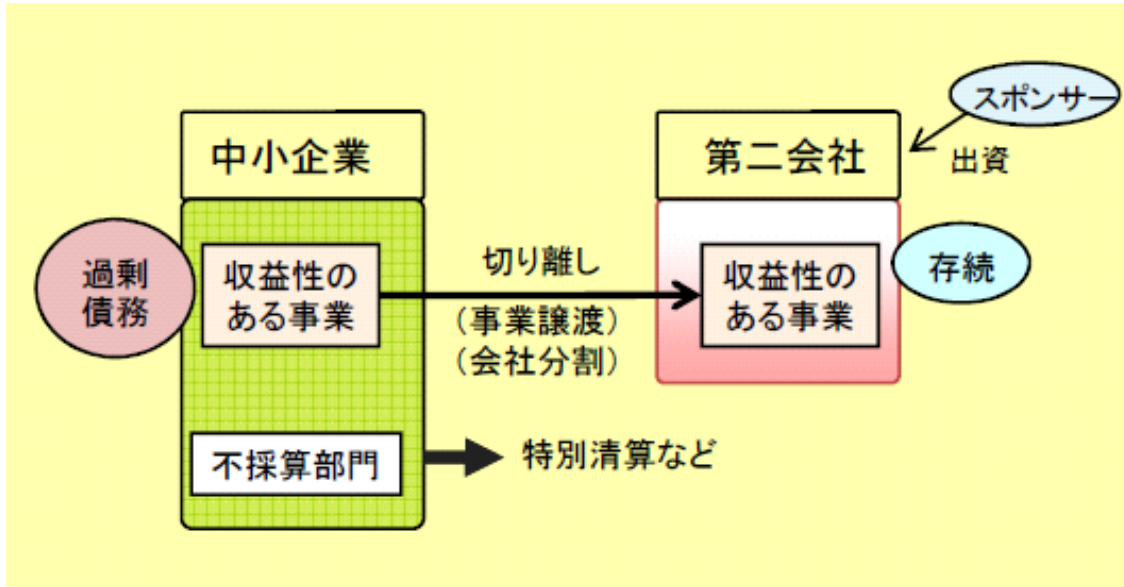 スポンサー
出資
中小企業
第二会社
過剰
債務
収益性の
ある事業
切り離し
（事業譲渡）
（会社分割）
収益性の
ある事業
存続
不採算部門
特別清算など